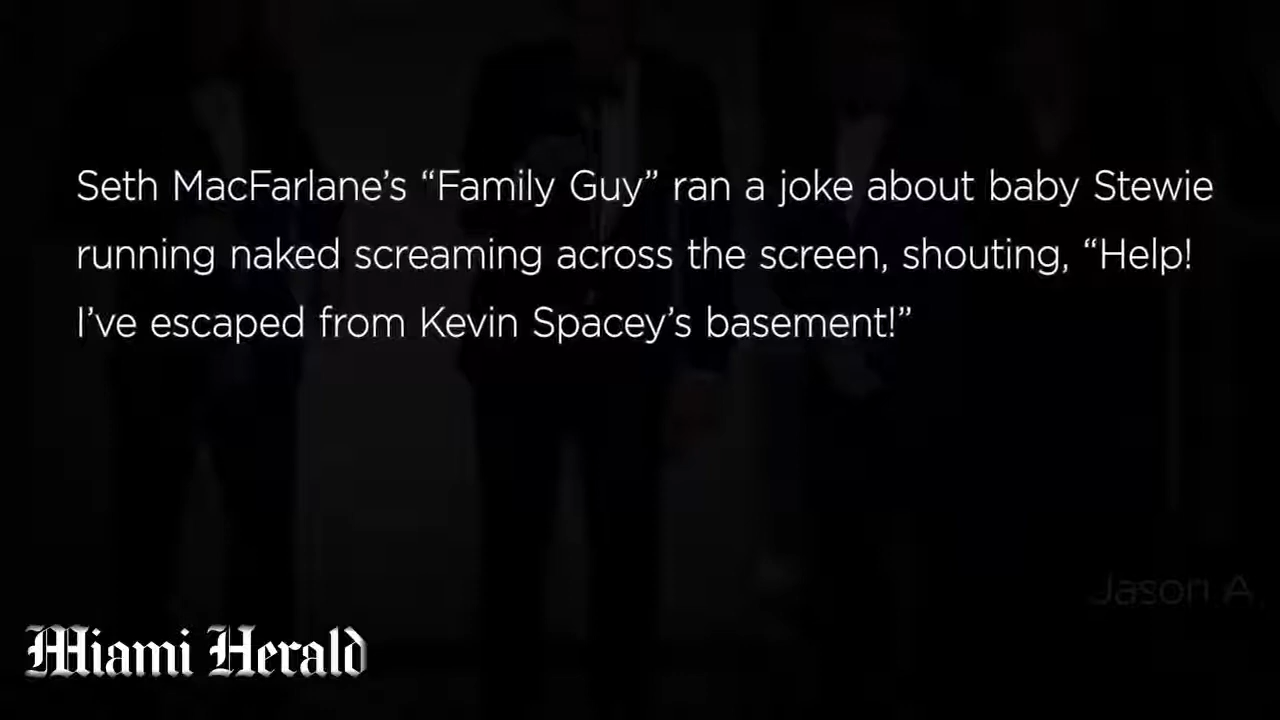 Seth MacFarlane’s “Family Guy” ran a joke about baby Stewie
running naked screaming across the screen, shouting, “Help!
I’ve escaped from Kevin Spacey’s basement!”
Jason A
Miami Herald